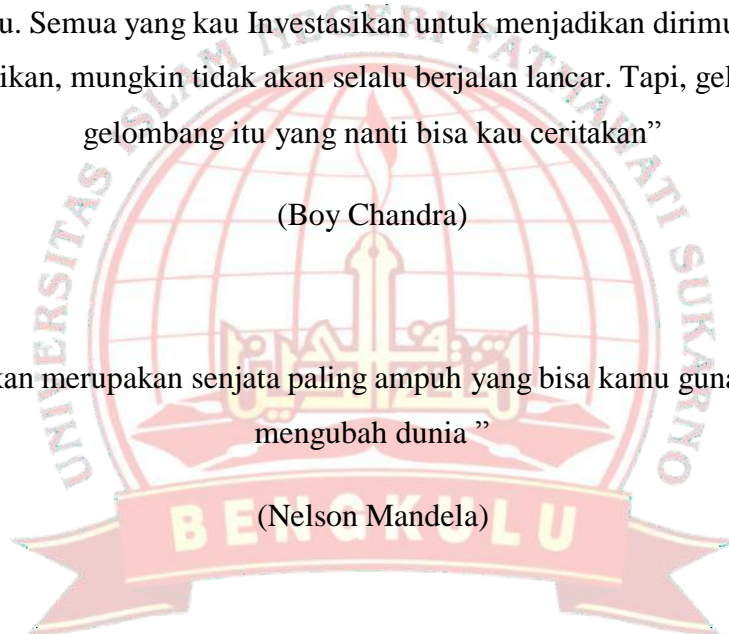 u. Semua yang kau Investasikan untuk menjadikan dirimu
ikan, mungkin tidak akan selalu berjalan lancar. Tapi, gel
gelombang itu yang nanti bisa kau ceritakan”
(Boy Chandra)
kan merupakan senjata paling ampuh yang bisa kamu guna
mengubah dunia ”
(Nelson Mandela)
UNIVERSITAS ISLAM NEGERI FATMAWATI SUKARNO
BENGKULU